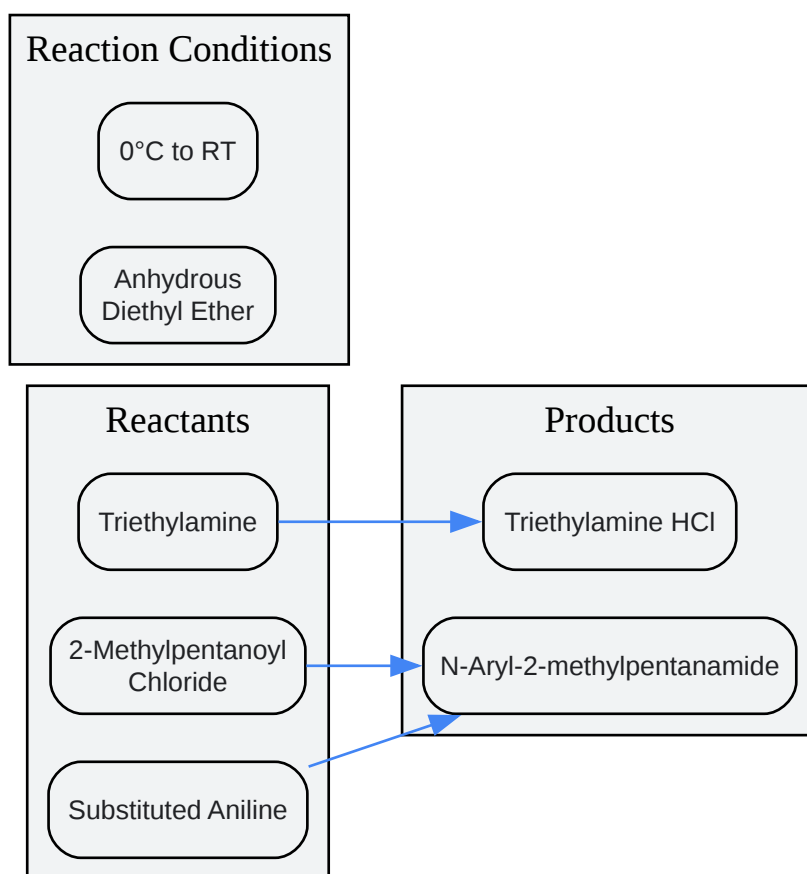 Reaction Conditions
0°C to RT
Anhydrous
Diethyl Ether
Reactants
Triethylamine
2-Methylpentanoyl
Chloride
Substituted Aniline
Products
Triethylamine HCl
N-Aryl-2-methylpentanamide